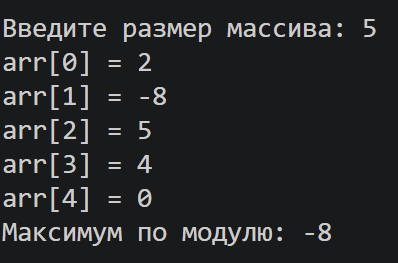 Введите размер массива: 5
arr[0] = 2
arr[1] = -8
arr[2] = 5
arr[3] = 4
arr[4] = 0
Максимум по модулю: -8